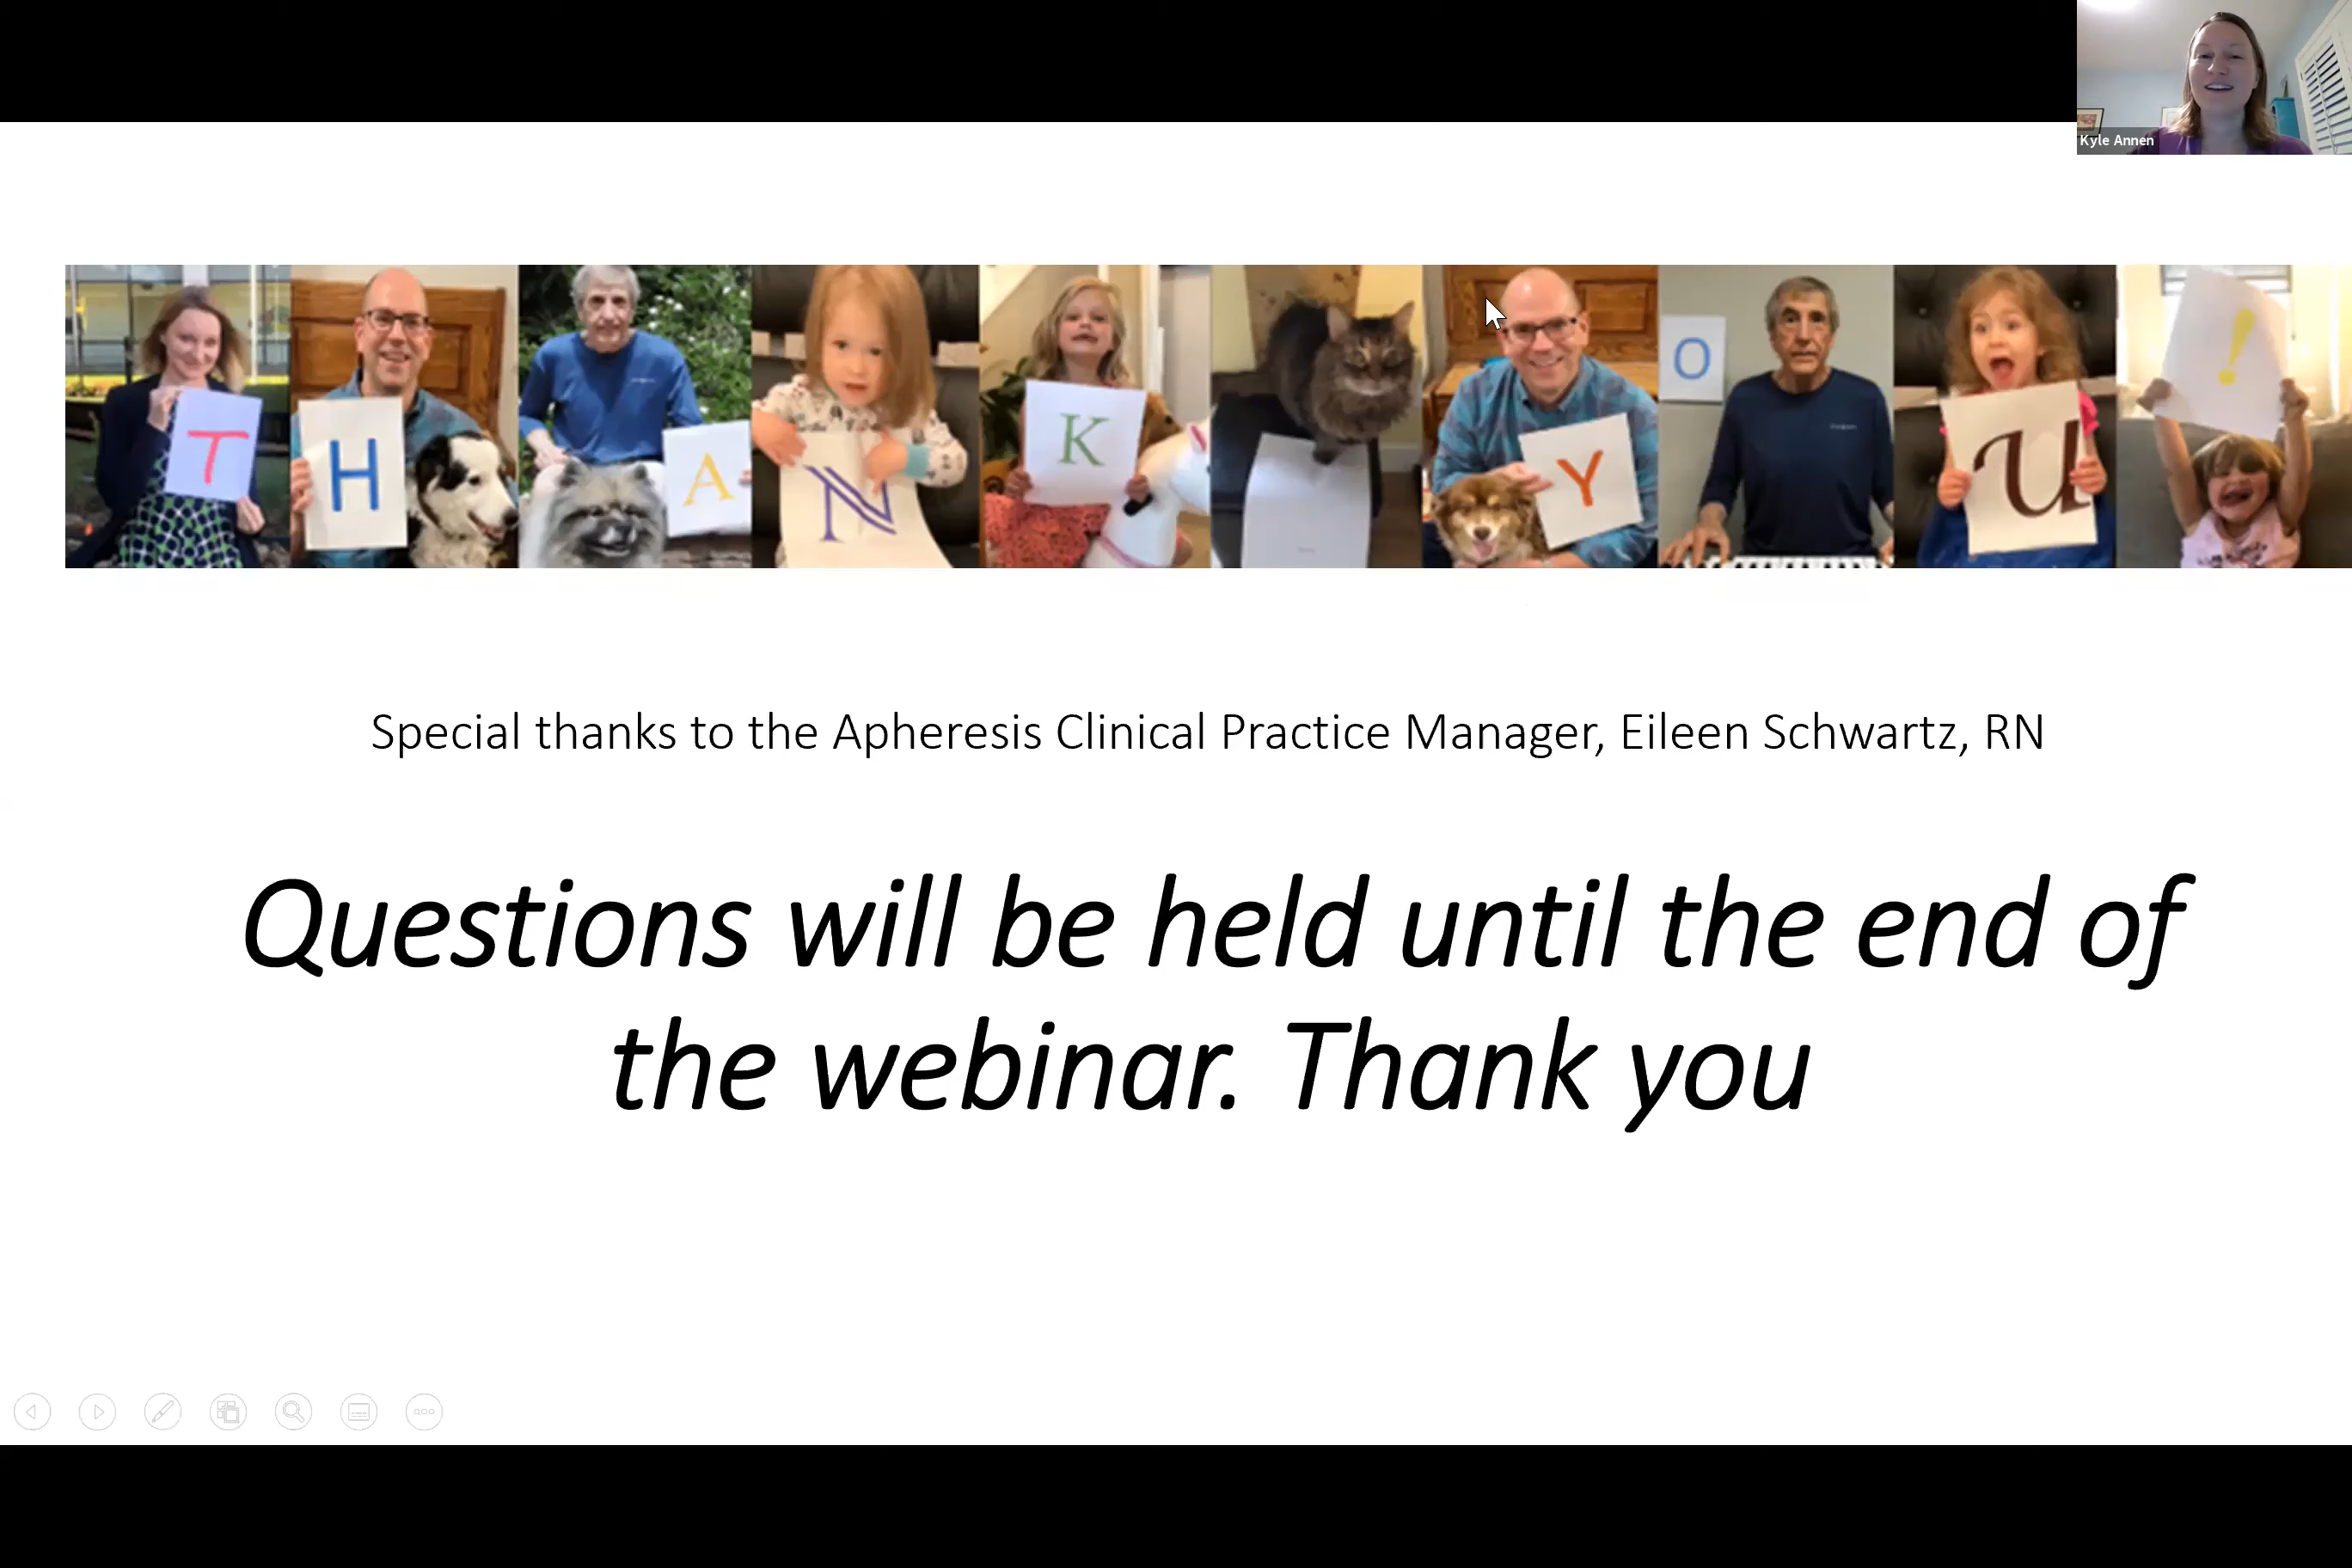 Kyle Annen
T H A N K Y O U !
Special thanks to the Apheresis Clinical Practice Manager, Eileen Schwartz, RN
Questions will be held until the end of
the webinar. Thank you